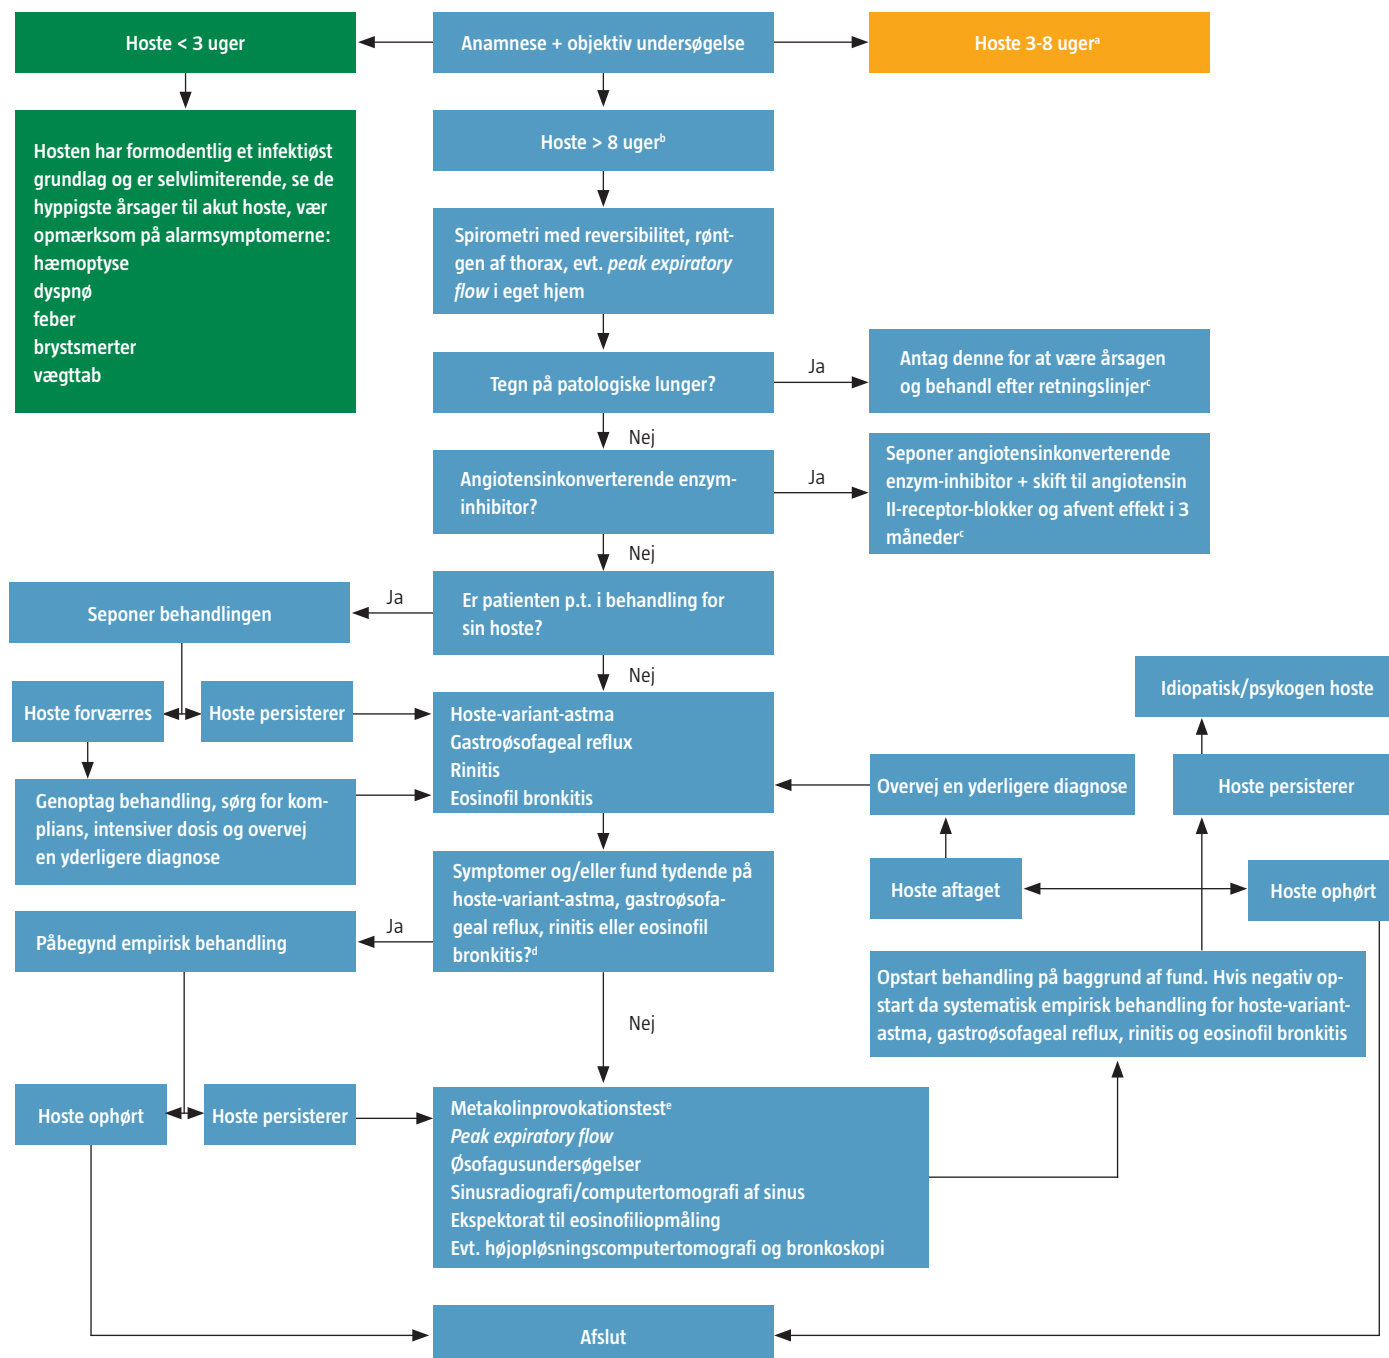 Hoste < 3 uger
Anamnese + objektiv undersøgelse
Hoste 3-8 ugerᵃ
Hosten har formodentlig et infektiøst
grundlag og er selvlimiterende, se de
hyppigste årsager til akut hoste, vær
opmærksom på alarmsymptomerne:
hæmoptyse
dyspnø
feber
brystsmerter
vægttab
Hoste > 8 ugerᵇ
Spirometri med reversibilitet, rønt-
gen af thorax, evt. peak expiratory
flow i eget hjem
Tegn på patologiske lunger?
Ja
Antag denne for at være årsagen
og behandl efter retningslinjerᶜ
Nej
Angiotensinkonverterende enzym-
inhibitor?
Ja
Seponer angiotensinkonverterende
enzym-inhibitor + skift til angiotensin
II-receptor-blokker og afvent effekt i 3
månederᶜ
Nej
Er patienten p.t. i behandling for
sin hoste?
Ja
Seponer behandlingen
Nej
Hoste forværres
Hoste persisterer
Genoptag behandling, sørg for kom-
plians, intensiver dosis og overvej
en yderligere diagnose
Hoste-variant-astma
Gastroøsofageal reflux
Rinitis
Eosinofil bronkitis
Idiopatisk/psykogen hoste
Overvej en yderligere diagnose
Hoste persisterer
Hoste aftaget
Hoste ophørt
Symptomer og/eller fund tydende på
hoste-variant-astma, gastroøsofa-
geal reflux, rinitis eller eosinofil
bronkitis?ᵈ
Ja
Påbegynd empirisk behandling
Nej
Opstart behandling på baggrund af fund. Hvis negativ op-
start da systematisk empirisk behandling for hoste-variant-
astma, gastroøsofageal reflux, rinitis og eosinofil bronkitis
Hoste ophørt
Hoste persisterer
Metakolinprovokationstestᵉ
Peak expiratory flow
Øsofagusundersøgelser
Sinusradiografi/computertomografi af sinus
Ekspektorat til eosinofiliopmåling
Evt. højopløsningscomputertomografi og bronkoskopi
Afslut